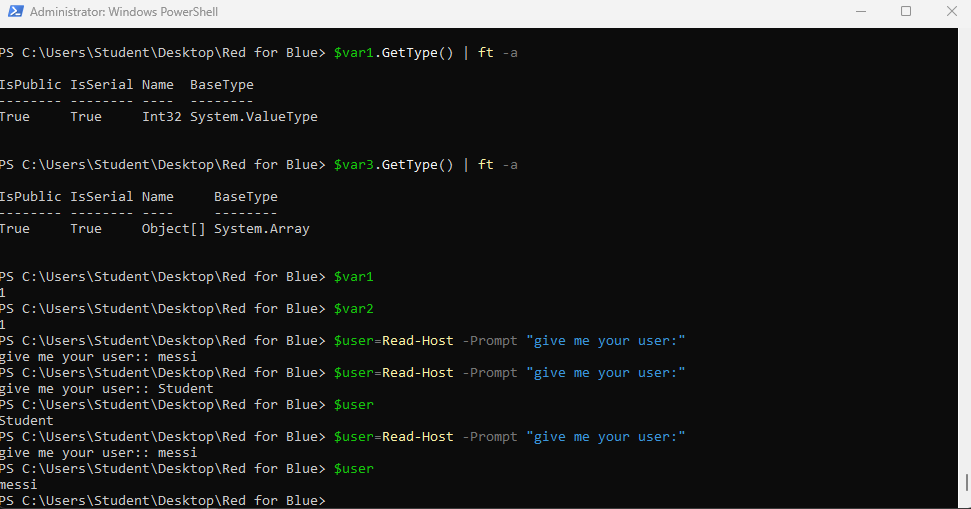 Administrator: Windows PowerShell
PS C:\Users\Student\Desktop\Red for Blue> $var1.GetType() | ft -a
IsPublic IsSerial Name  BaseType
-------- -------- ----  --------
True     True     Int32 System.ValueType
PS C:\Users\Student\Desktop\Red for Blue> $var3.GetType() | ft -a
IsPublic IsSerial Name     BaseType
-------- -------- ----     --------
True     True     Object[] System.Array
PS C:\Users\Student\Desktop\Red for Blue> $var1
1
PS C:\Users\Student\Desktop\Red for Blue> $var2
1
PS C:\Users\Student\Desktop\Red for Blue> $user=Read-Host -Prompt "give me your user:"
give me your user:: messi
PS C:\Users\Student\Desktop\Red for Blue> $user=Read-Host -Prompt "give me your user:"
give me your user:: Student
PS C:\Users\Student\Desktop\Red for Blue> $user
Student
PS C:\Users\Student\Desktop\Red for Blue> $user=Read-Host -Prompt "give me your user:"
give me your user:: messi
PS C:\Users\Student\Desktop\Red for Blue> $user
messi
PS C:\Users\Student\Desktop\Red for Blue>